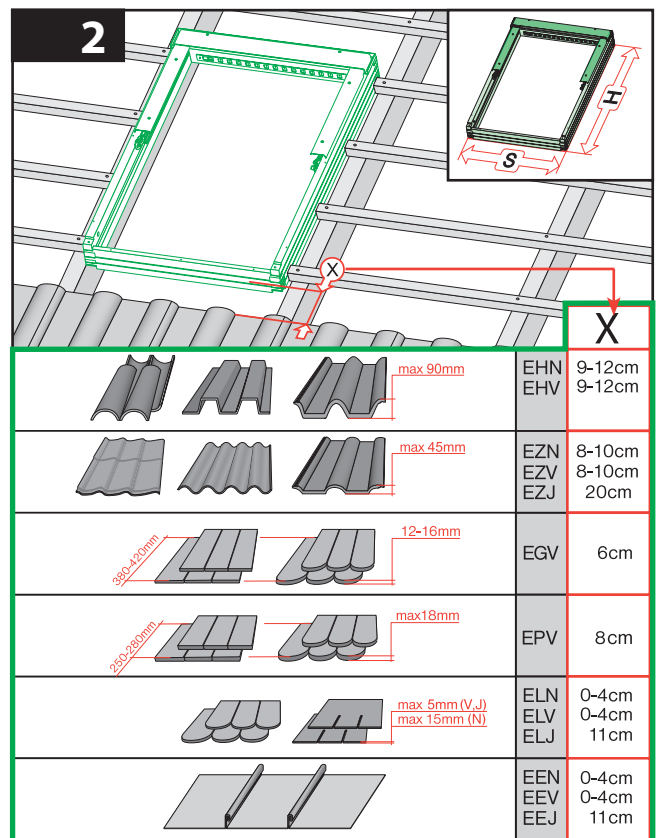 2
H
S
X
X
max 90mm
EHN 9-12cm
EHV 9-12cm
max 45mm
EZN 8-10cm
EZV 8-10cm
EZJ 20cm
380-420mm
12-16mm
EGV 6cm
250-280mm
max18mm
EPV 8cm
max 5mm (V,J)
max 15mm (N)
ELN 0-4cm
ELV 0-4cm
ELJ 11cm
EEN 0-4cm
EEV 0-4cm
EEJ 11cm